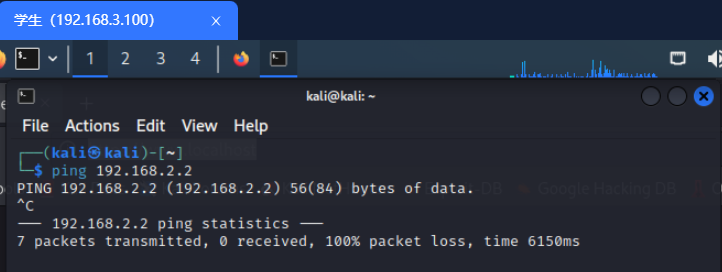 学生（192.168.3.100） ×
1 2 3 4
kali@kali: ~
File Actions Edit View Help
┌──(kali㉿kali)-[~]
└─$ ping 192.168.2.2
PING 192.168.2.2 (192.168.2.2) 56(84) bytes of data.
^C
--- 192.168.2.2 ping statistics ---
7 packets transmitted, 0 received, 100% packet loss, time 6150ms
Google Hacking DB